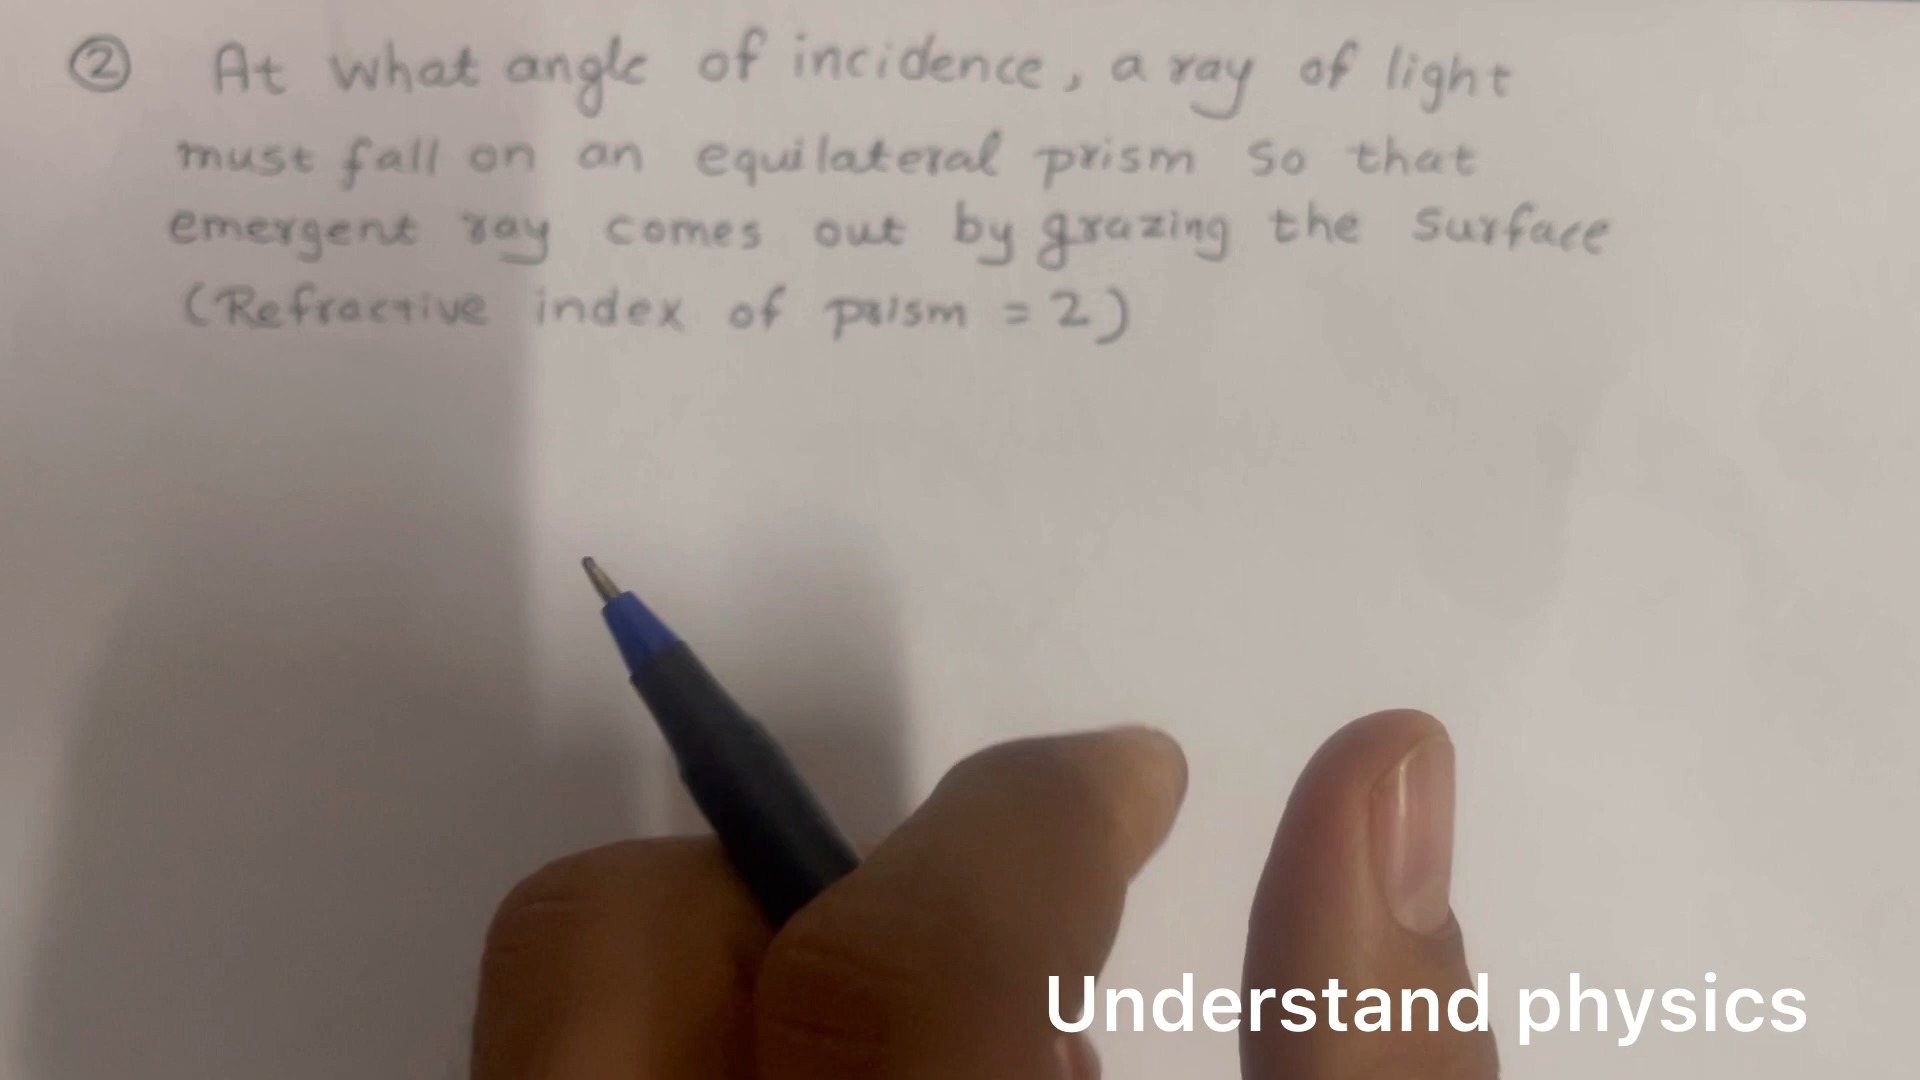 ② At what angle of incidence, a ray of light
must fall on an equilateral prism so that
emergent ray comes out by grazing the surface
(Refractive index of prism = 2)
Understand physics